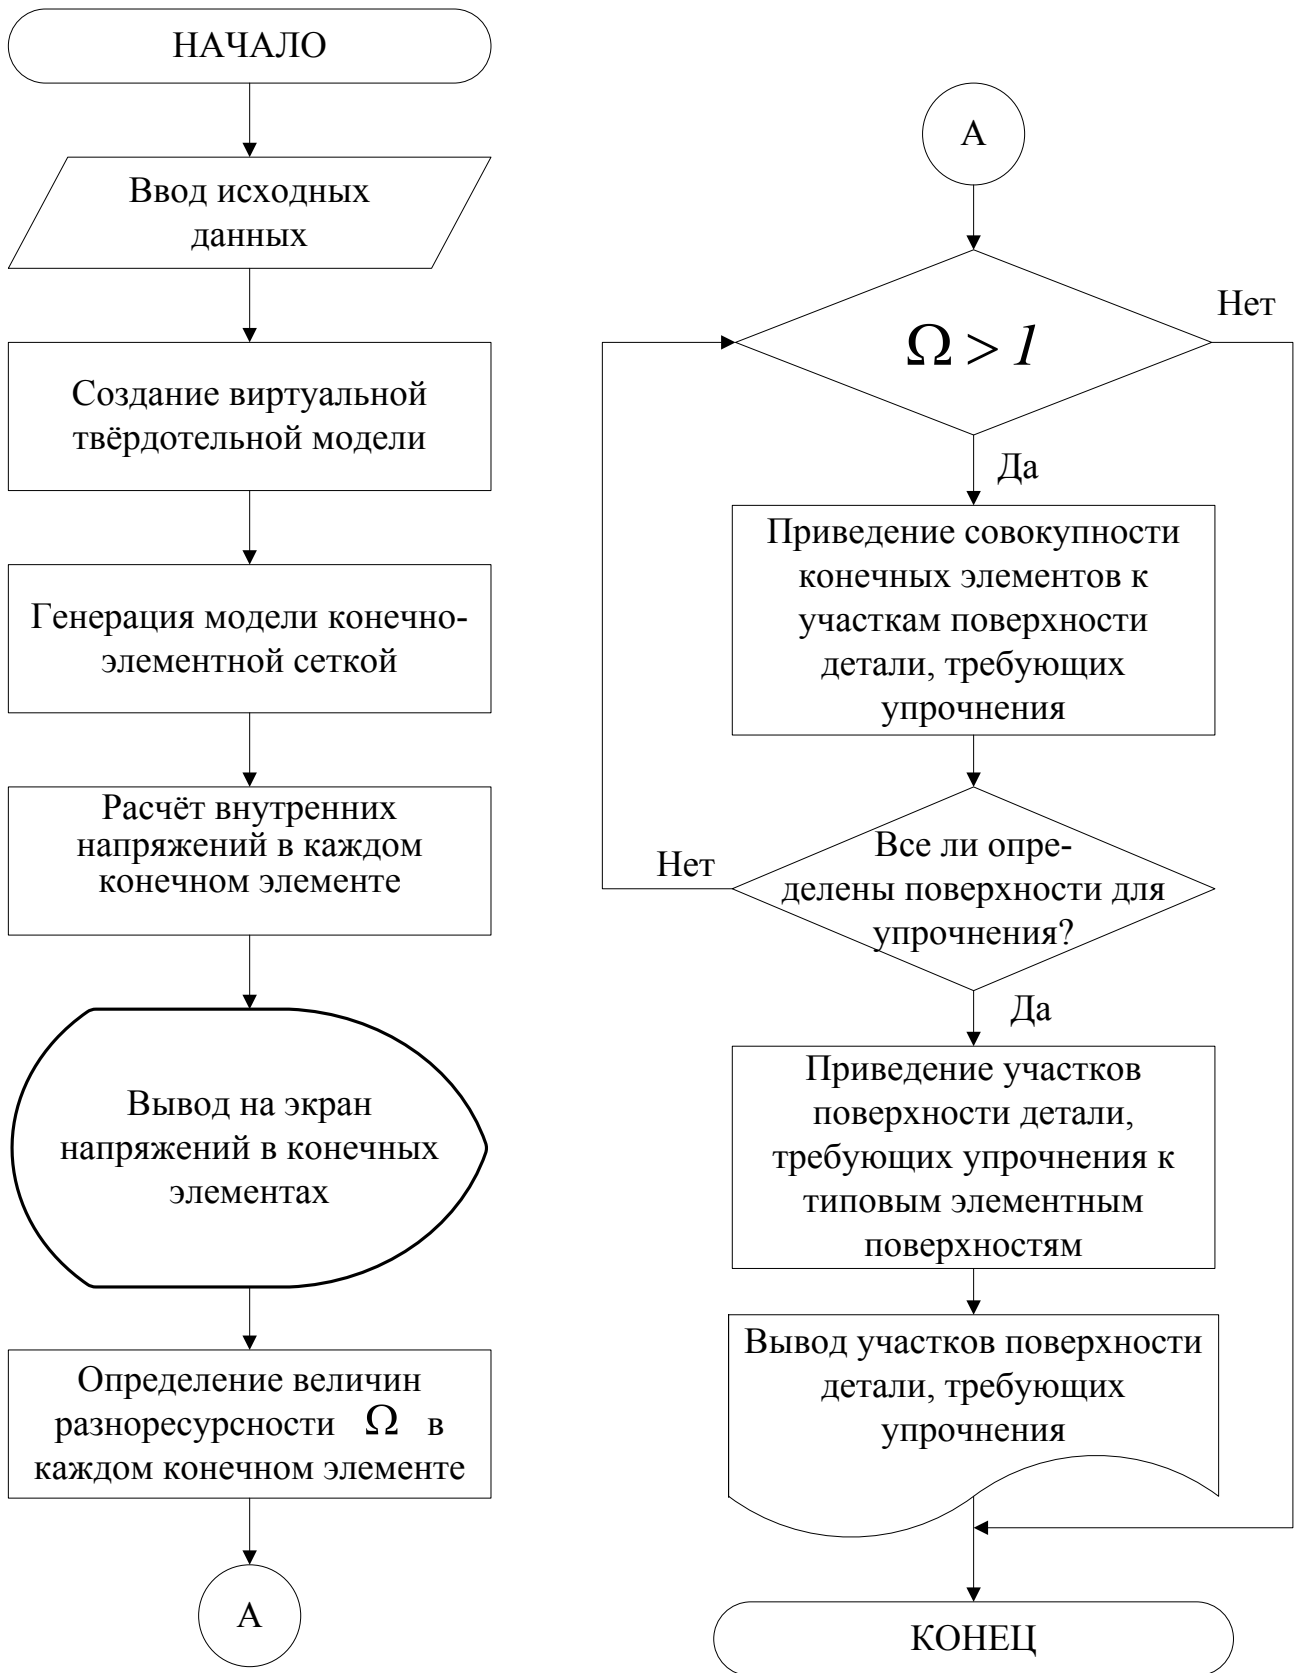 НАЧАЛО
Ввод исходных
данных
Создание виртуальной
твёрдотельной модели
Генерация модели конечно-
элементной сеткой
Расчёт внутренних
напряжений в каждом
конечном элементе
Вывод на экран
напряжений в конечных
элементах
Определение величин
разноресурсности Ω в
каждом конечном элементе
А
А
Ω > 1
Нет
Да
Приведение совокупности
конечных элементов к
участкам поверхности
детали, требующих
упрочнения
Все ли опре-
делены поверхности для
упрочнения?
Нет
Да
Приведение участков
поверхности детали,
требующих упрочнения к
типовым элементным
поверхностям
Вывод участков поверхности
детали, требующих
упрочнения
КОНЕЦ